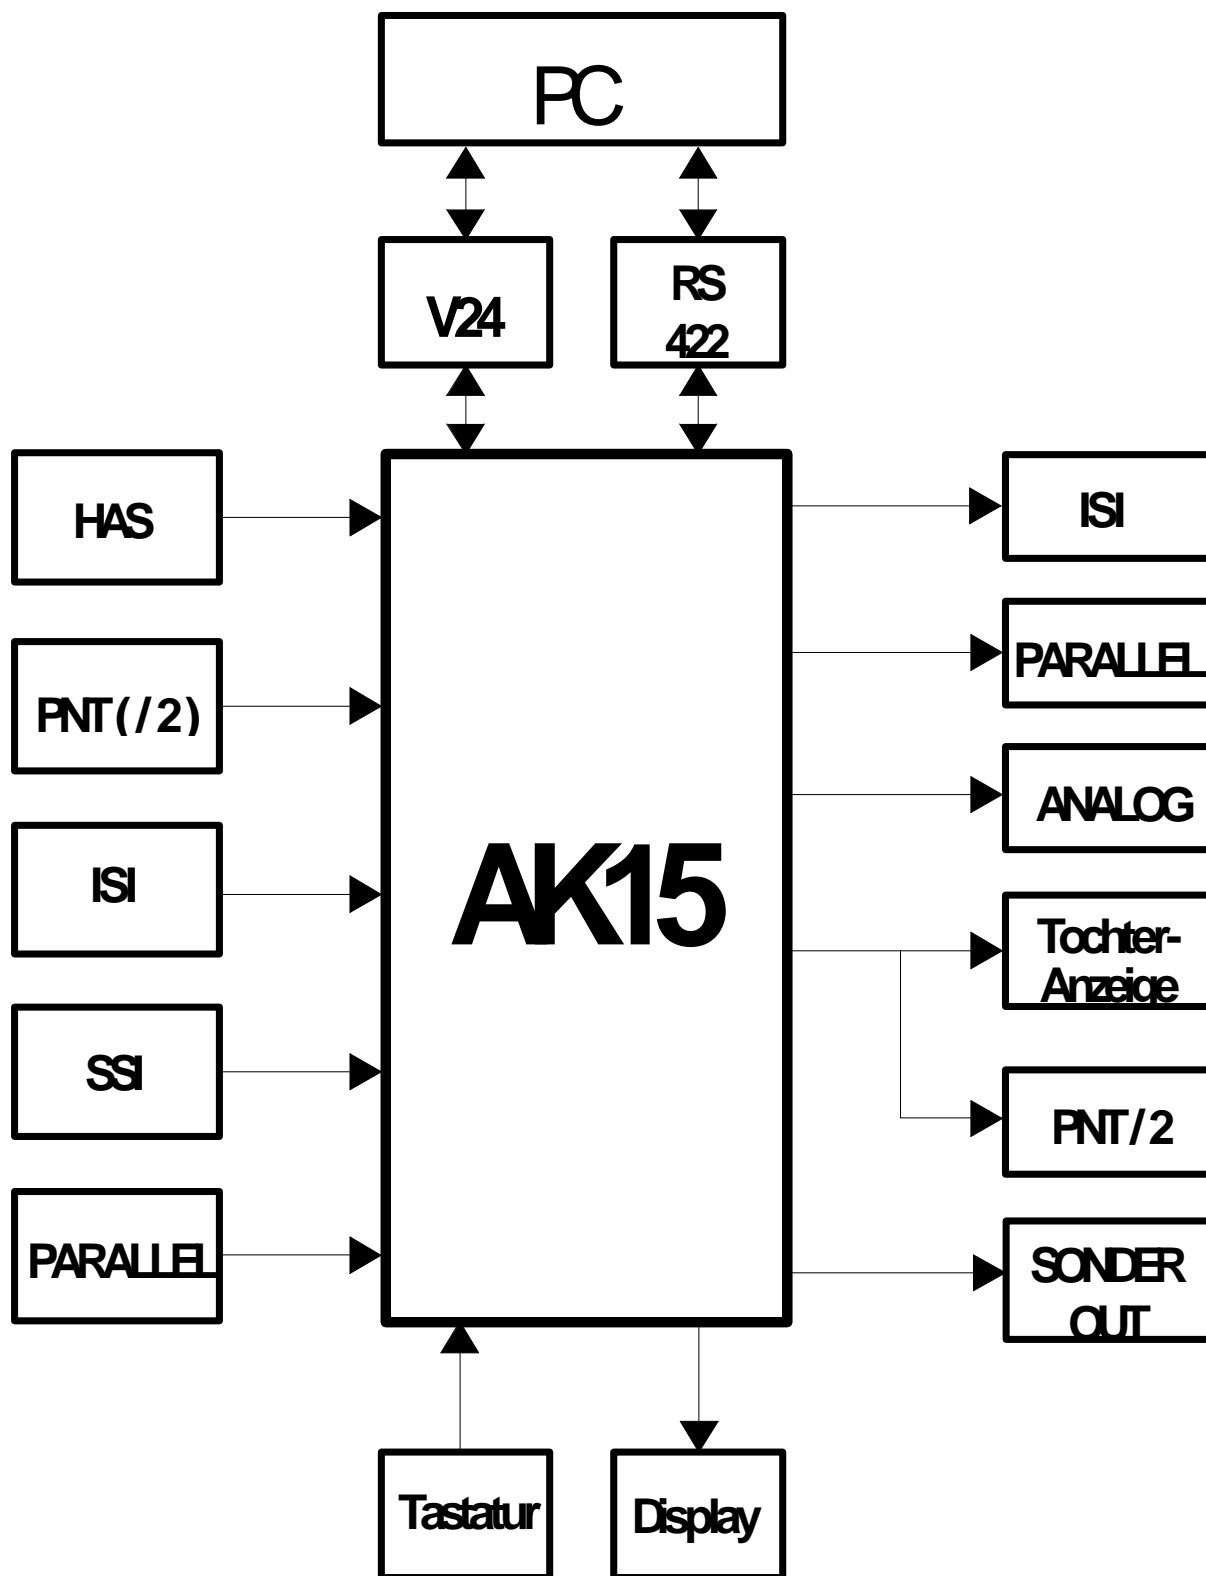 PC
V24
RS
422
HAS
PNT (/ 2)
ISI
SSI
PARALLEL
AK15
ISI
PARALLEL
ANALOG
Tochter-
Anzeige
PNT / 2
SONDER
OUT
Tastatur
Display